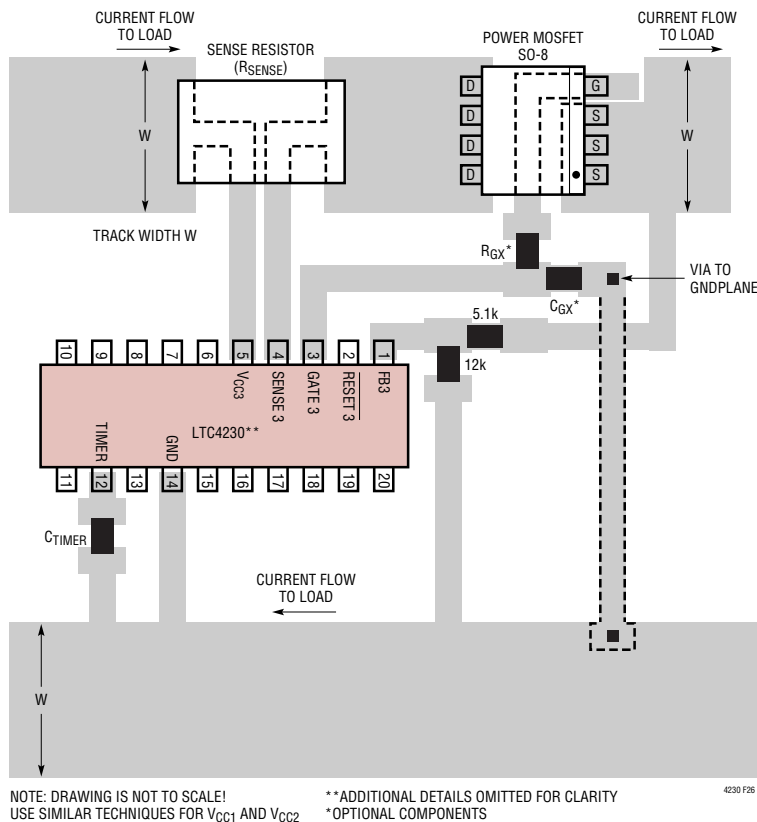 CURRENT FLOW
TO LOAD
SENSE RESISTOR
(RSENSE)
POWER MOSFET
SO-8
CURRENT FLOW
TO LOAD
W
D
D
D
D
G
S
S
S
W
TRACK WIDTH W
RGX*
CGX*
VIA TO
GNDPLANE
5.1k
12k
10
9
8
7
6
5
4
3
2
1
VCC3
SENSE 3
GATE 3
RESET 3
FB3
LTC4230**
TIMER
GND
11
12
13
14
15
16
17
18
19
20
CTIMER
CURRENT FLOW
TO LOAD
W
NOTE: DRAWING IS NOT TO SCALE!
USE SIMILAR TECHNIQUES FOR VCC1 AND VCC2
**ADDITIONAL DETAILS OMITTED FOR CLARITY
*OPTIONAL COMPONENTS
4230 F26